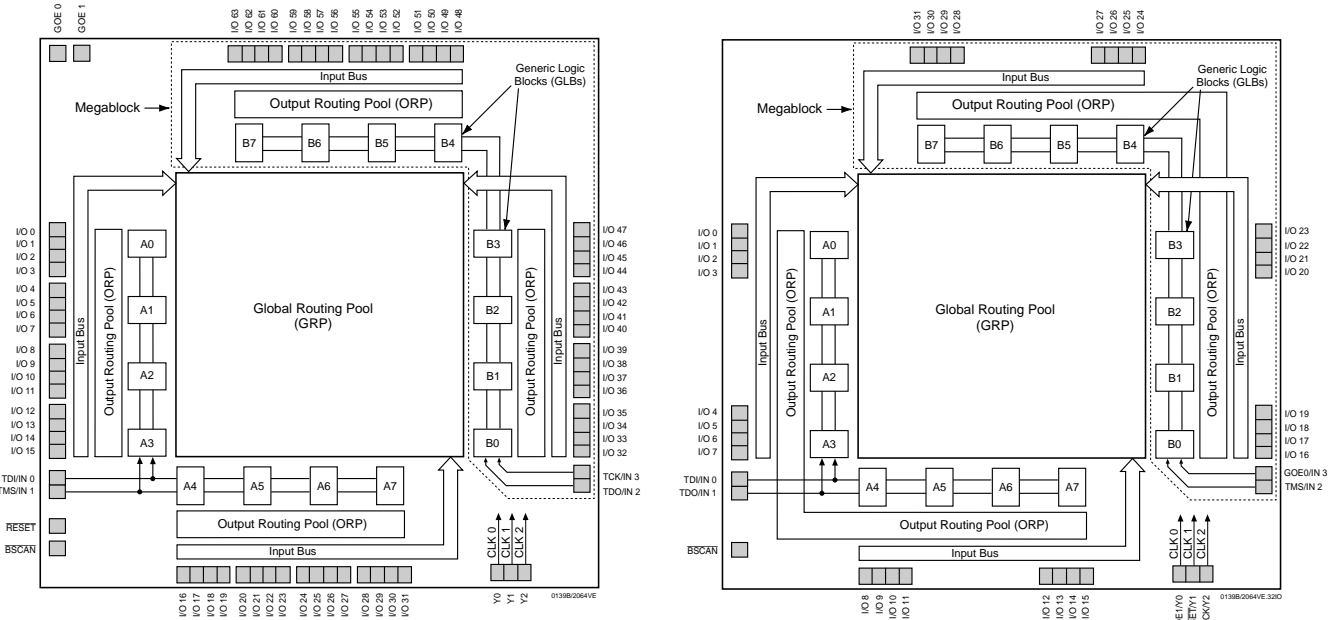 GOE 0
GOE 1
I/O 63
I/O 62
I/O 61
I/O 60
I/O 59
I/O 58
I/O 57
I/O 56
I/O 55
I/O 54
I/O 53
I/O 52
I/O 51
I/O 50
I/O 49
I/O 48
Input Bus
Output Routing Pool (ORP)
Generic Logic
Blocks (GLBs)
Megablock
B7
B6
B5
B4
I/O 0
I/O 1
I/O 2
I/O 3
I/O 4
I/O 5
I/O 6
I/O 7
I/O 8
I/O 9
I/O 10
I/O 11
I/O 12
I/O 13
I/O 14
I/O 15
Input Bus
Output Routing Pool (ORP)
A0
A1
A2
A3
Global Routing Pool
(GRP)
B3
B2
B1
B0
Output Routing Pool (ORP)
Input Bus
I/O 47
I/O 46
I/O 45
I/O 44
I/O 43
I/O 42
I/O 41
I/O 40
I/O 39
I/O 38
I/O 37
I/O 36
I/O 35
I/O 34
I/O 33
I/O 32
TDI/IN 0
TMS/IN 1
TCK/IN 3
TDO/IN 2
A4
A5
A6
A7
RESET
BSCAN
Output Routing Pool (ORP)
Input Bus
CLK 0
CLK 1
CLK 2
I/O 16
I/O 17
I/O 18
I/O 19
I/O 20
I/O 21
I/O 22
I/O 23
I/O 24
I/O 25
I/O 26
I/O 27
I/O 28
I/O 29
I/O 30
I/O 31
Y0
Y1
Y2
0139B/2064VE
I/O 31
I/O 30
I/O 29
I/O 28
I/O 27
I/O 26
I/O 25
I/O 24
Input Bus
Output Routing Pool (ORP)
Generic Logic
Blocks (GLBs)
Megablock
B7
B6
B5
B4
I/O 0
I/O 1
I/O 2
I/O 3
I/O 4
I/O 5
I/O 6
I/O 7
Input Bus
Output Routing Pool (ORP)
A0
A1
A2
A3
Global Routing Pool
(GRP)
B3
B2
B1
B0
Output Routing Pool (ORP)
Input Bus
I/O 23
I/O 22
I/O 21
I/O 20
I/O 19
I/O 18
I/O 17
I/O 16
TDI/IN 0
TDO/IN 1
GOE0/IN 3
TMS/IN 2
A4
A5
A6
A7
BSCAN
Output Routing Pool (ORP)
Input Bus
CLK 0
CLK 1
CLK 2
I/O 8
I/O 9
I/O 10
I/O 11
I/O 12
I/O 13
I/O 14
I/O 15
E1/Y0
ET/Y1
CK/Y2
0139B/2064VE.32IO